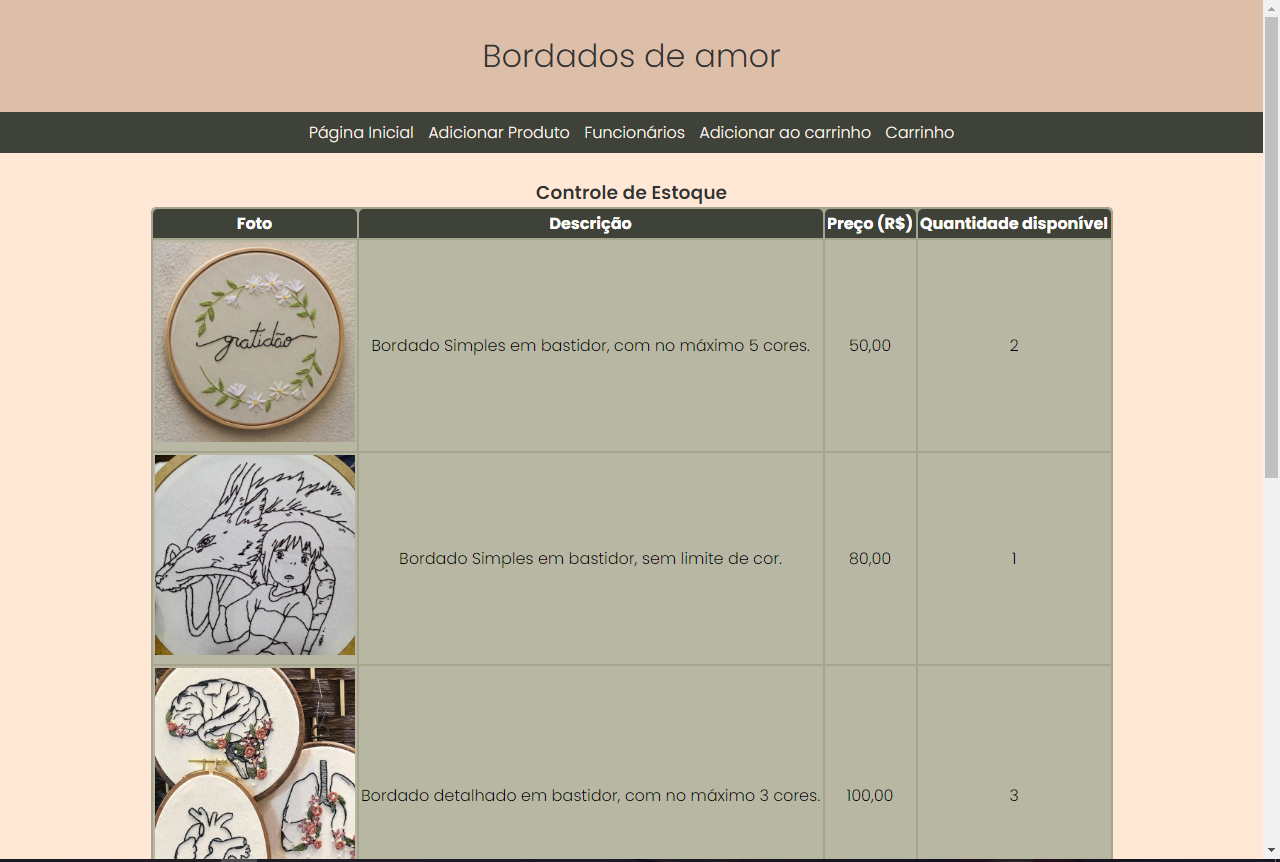 Bordados de amor
Página Inicial Adicionar Produto Funcionários Adicionar ao carrinho Carrinho
Controle de Estoque
Foto Descrição Preço (R$) Quantidade disponível
gratidão
Bordado Simples em bastidor, com no máximo 5 cores. 50,00 2
Bordado Simples em bastidor, sem limite de cor. 80,00 1
Bordado detalhado em bastidor, com no máximo 3 cores. 100,00 3